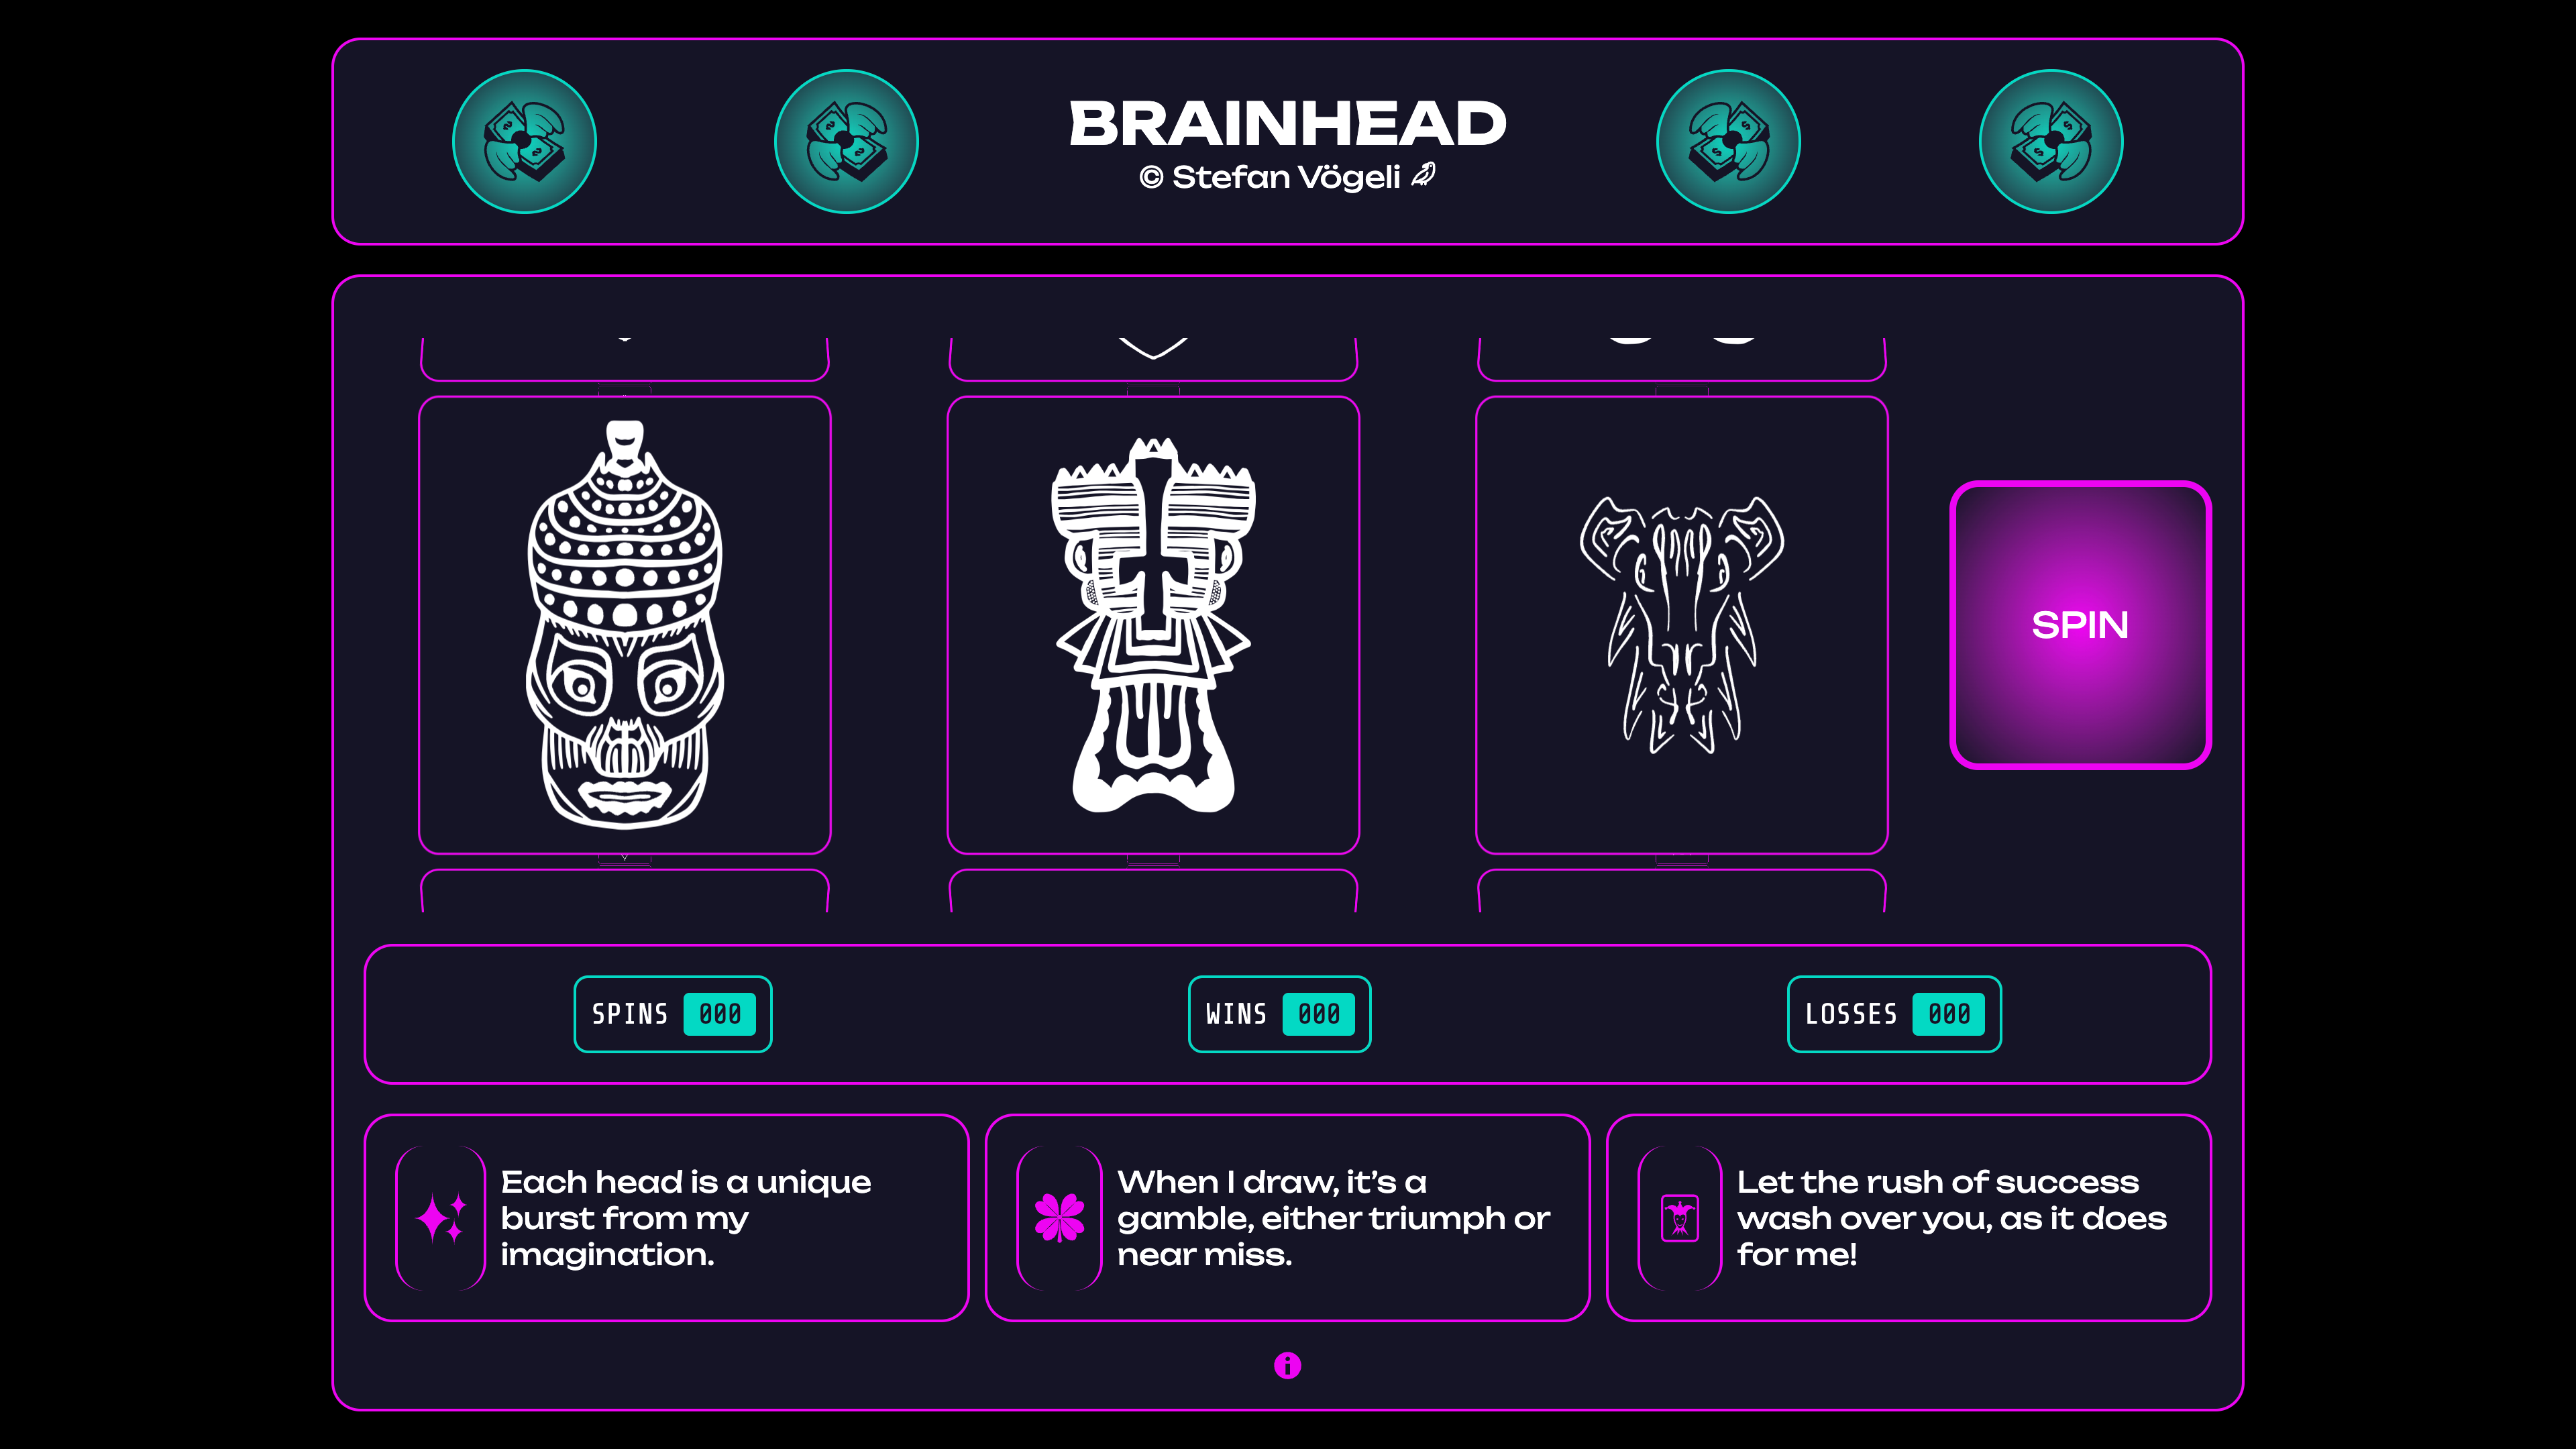 BRAINHEAD
© Stefan Vögeli
SPIN
SPINS 000
WINS 000
LOSSES 000
Each head is a unique
burst from my
imagination.
When I draw, it’s a
gamble, either triumph or
near miss.
Let the rush of success
wash over you, as it does
for me!